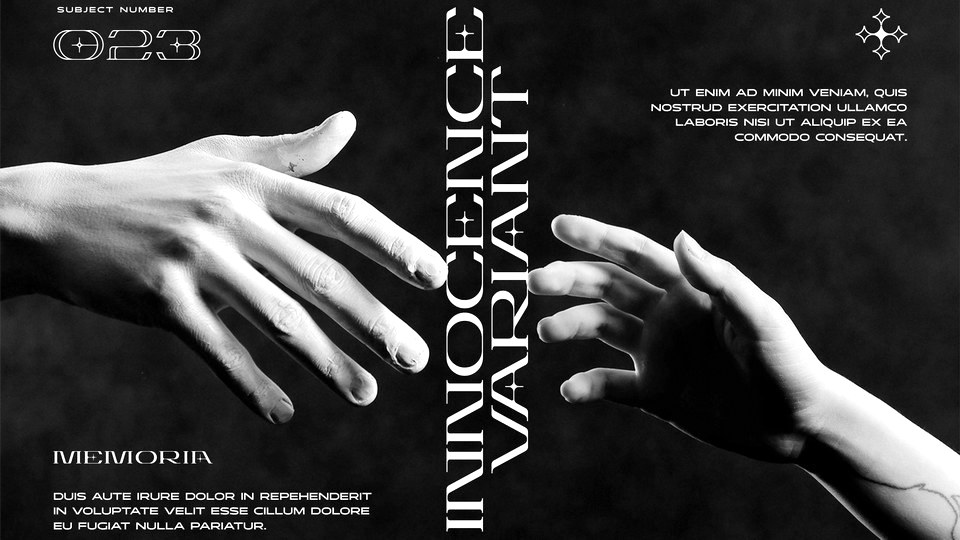 SUBJECT NUMBER
023
INNOCENCE
VARIANT
UT ENIM AD MINIM VENIAM, QUIS
NOSTRUD EXERCITATION ULLAMCO
LABORIS NISI UT ALIQUIP EX EA
COMMODO CONSEQUAT.
MEMORIA
DUIS AUTE IRURE DOLOR IN REPEHENDERIT
IN VOLUPTATE VELIT ESSE CILLUM DOLORE
EU FUGIAT NULLA PARIATUR.